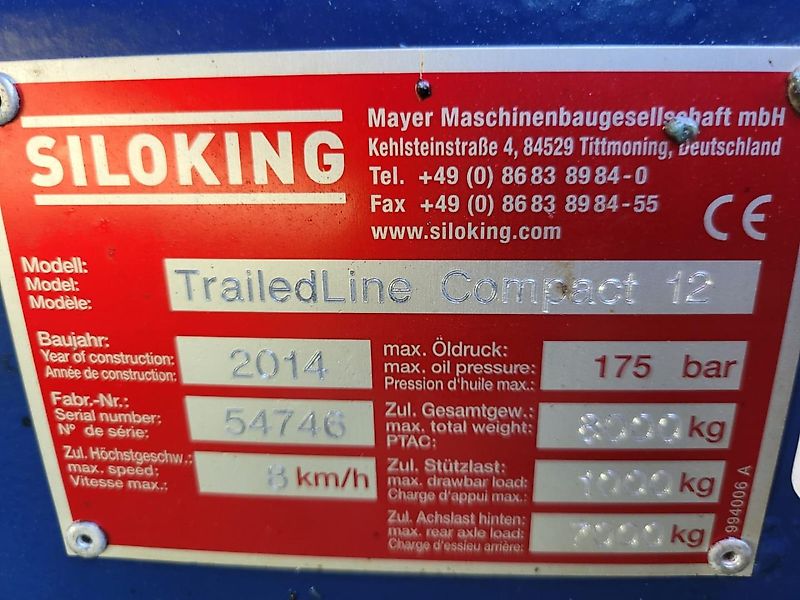 SILOKING
Mayer Maschinenbaugesellschaft mbH
Kehlsteinstraße 4, 84529 Tittmoning, Deutschland
Tel. +49 (0) 86 83 89 84 - 0
Fax +49 (0) 86 83 89 84 - 55
www.siloking.com
CE
Modell:
Model:
Modèle:
TrailedLine Compact 12
Baujahr:
Year of construction:
Année de construction:
2014
Fabr.-Nr.:
Serial number:
N° de série:
54746
Zul. Höchstgeschw.:
max. speed:
Vitesse max.:
8 km/h
max. Öldruck:
max. oil pressure:
Pression d'huile max.:
175 bar
Zul. Gesamtgew.:
max. total weight:
PTAC:
8000 kg
Zul. Stützlast:
max. drawbar load:
Charge d'appui max.:
1000 kg
Zul. Achslast hinten:
max. rear axle load:
Charge d'essieu arrière:
7000 kg
994006 A